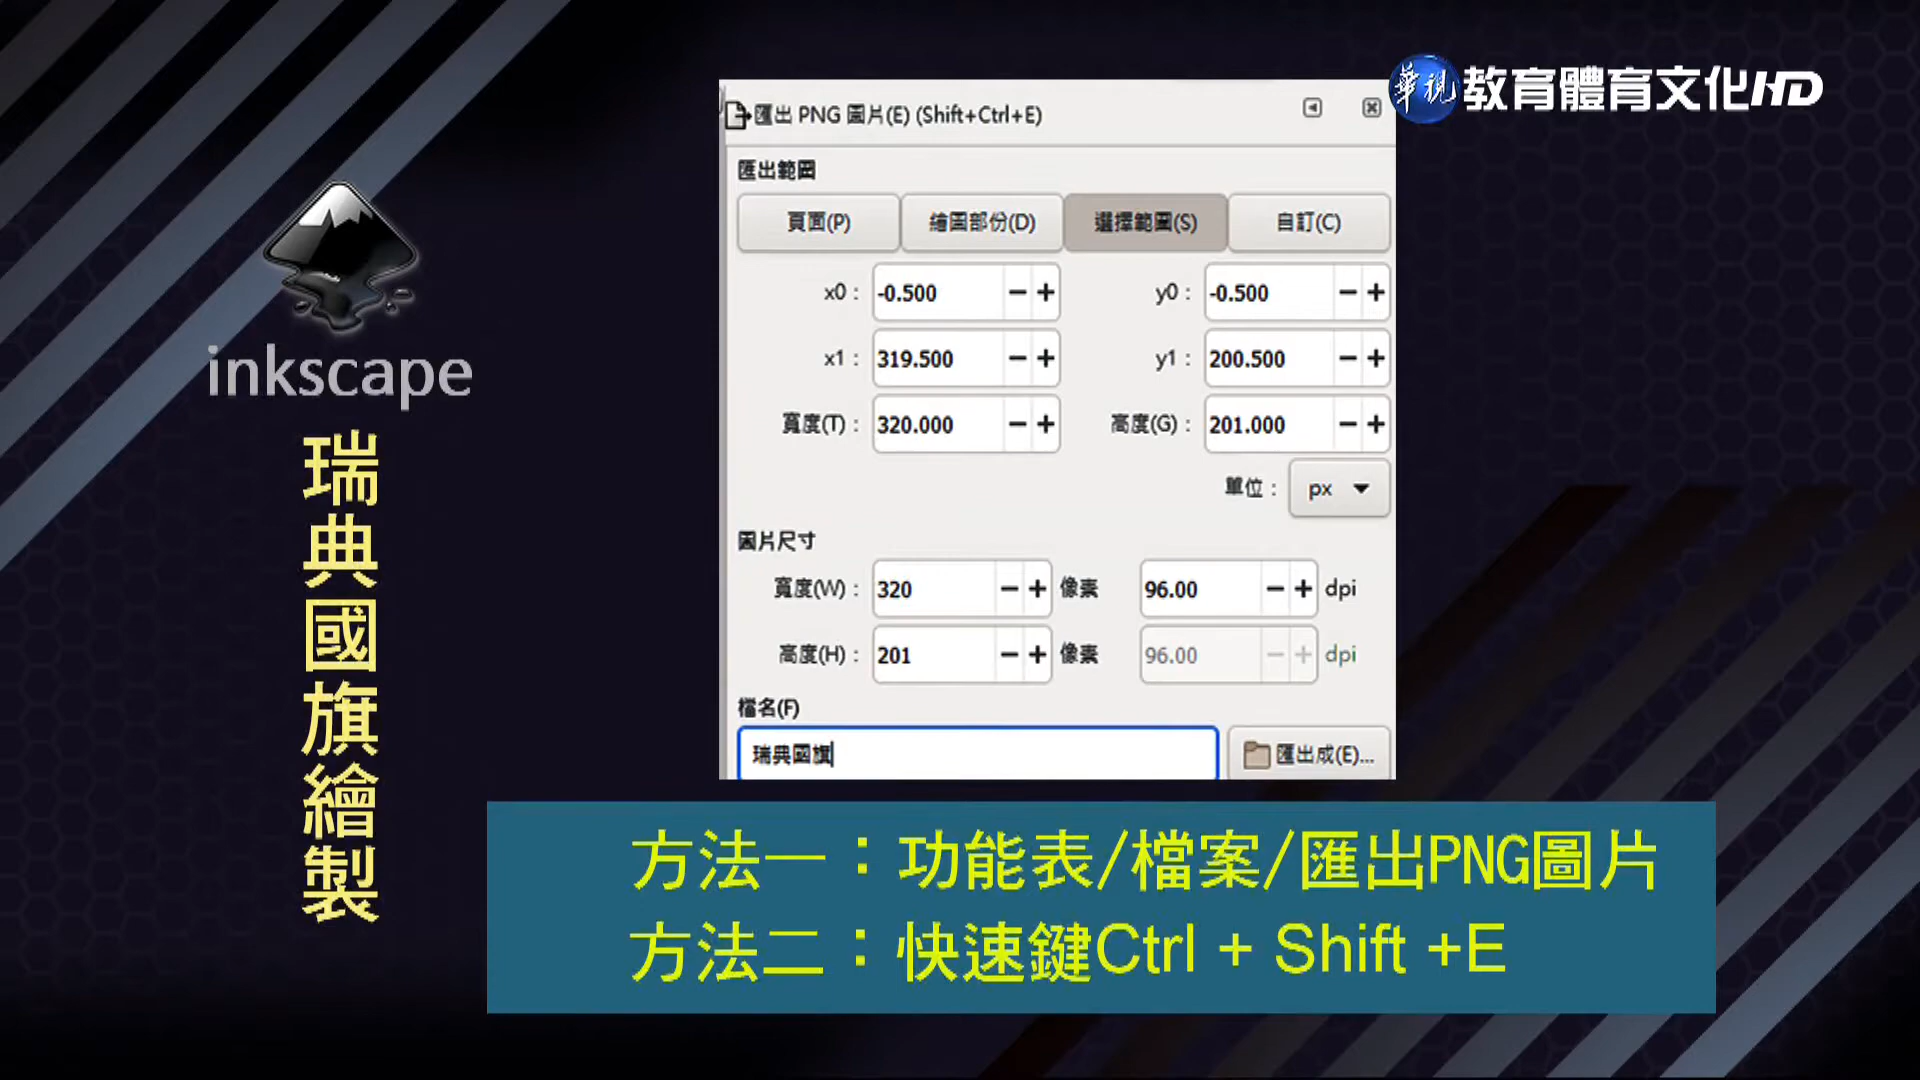 華視 教育體育文化HD
匯出 PNG 圖片(E) (Shift+Ctrl+E)
匯出範圍
頁面(P) 繪圖部份(D) 選擇範圍(S) 自訂(C)
x0： -0.500 y0： -0.500
x1： 319.500 y1： 200.500
寬度(T)： 320.000 高度(G)： 201.000
單位： px
圖片尺寸
寬度(W)： 320 像素 96.00 dpi
高度(H)： 201 像素 96.00 dpi
檔名(F)
瑞典國旗 匯出成(E)...
inkscape
瑞典國旗繪製
方法一：功能表/檔案/匯出PNG圖片
方法二：快速鍵Ctrl + Shift +E